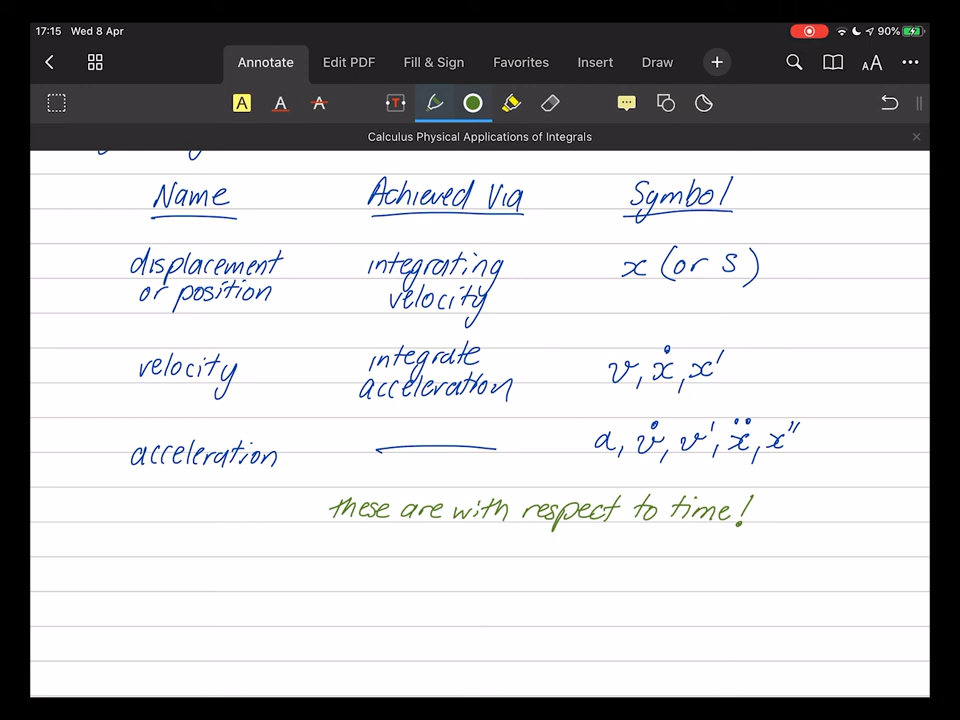 17:15 Wed 8 Apr 90%
Annotate Edit PDF Fill & Sign Favorites Insert Draw
Calculus Physical Applications of Integrals
Name Achieved Via Symbol
displacement or position
integrating velocity
x (or s)
velocity
integrate acceleration
v, ẋ, x'
acceleration
a, v̇, v', ẍ, x''
these are with respect to time!